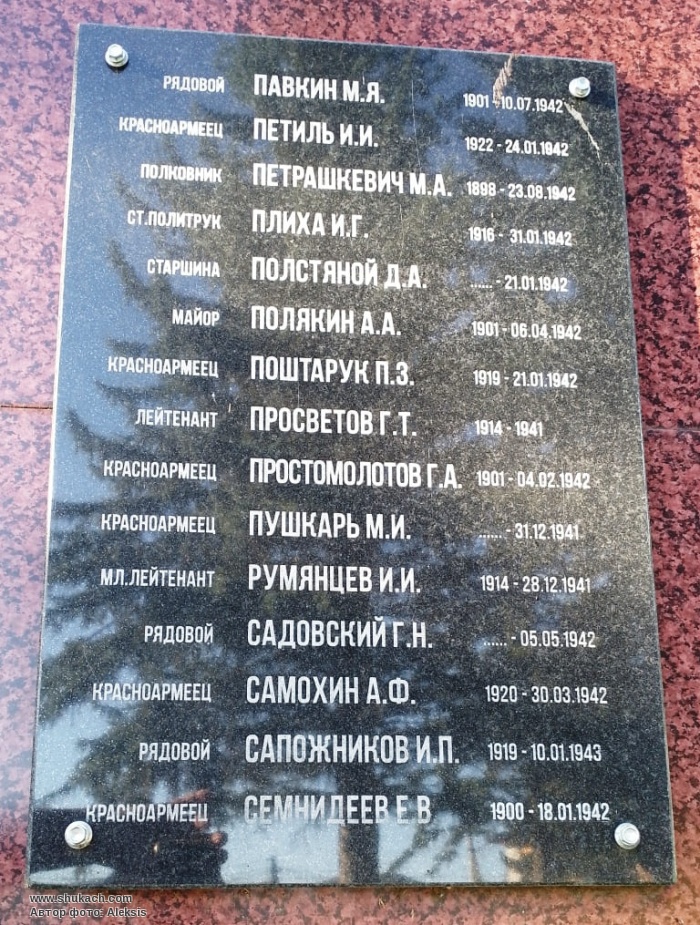 РЯДОВОЙ ПАВКИН М.Я. 1901 - 10.07.1942
КРАСНОАРМЕЕЦ ПЕТИЛЬ И.И. 1922 - 24.01.1942
ПОЛКОВНИК ПЕТРАШКЕВИЧ М.А. 1898 - 23.08.1942
СТ.ПОЛИТРУК ПЛИХА И.Г. 1916 - 31.01.1942
СТАРШИНА ПОЛСТЯНОЙ Д.А. ...... - 21.01.1942
МАЙОР ПОЛЯКИН А.А. 1901 - 06.04.1942
КРАСНОАРМЕЕЦ ПОШТАРУК П.З. 1919 - 21.01.1942
ЛЕЙТЕНАНТ ПРОСВЕТОВ Г.Т. 1914 - 1941
КРАСНОАРМЕЕЦ ПРОСТОМОЛОТОВ Г.А. 1901 - 04.02.1942
КРАСНОАРМЕЕЦ ПУШКАРЬ М.И. ...... - 31.12.1941
МЛ.ЛЕЙТЕНАНТ РУМЯНЦЕВ И.И. 1914 - 28.12.1941
РЯДОВОЙ САДОВСКИЙ Г.Н. ...... - 05.05.1942
КРАСНОАРМЕЕЦ САМОХИН А.Ф. 1920 - 30.03.1942
РЯДОВОЙ САПОЖНИКОВ И.П. 1919 - 10.01.1943
КРАСНОАРМЕЕЦ СЕМНИДЕЕВ Е.В 1900 - 18.01.1942
www.shukach.com
Автор фото: Aleksis